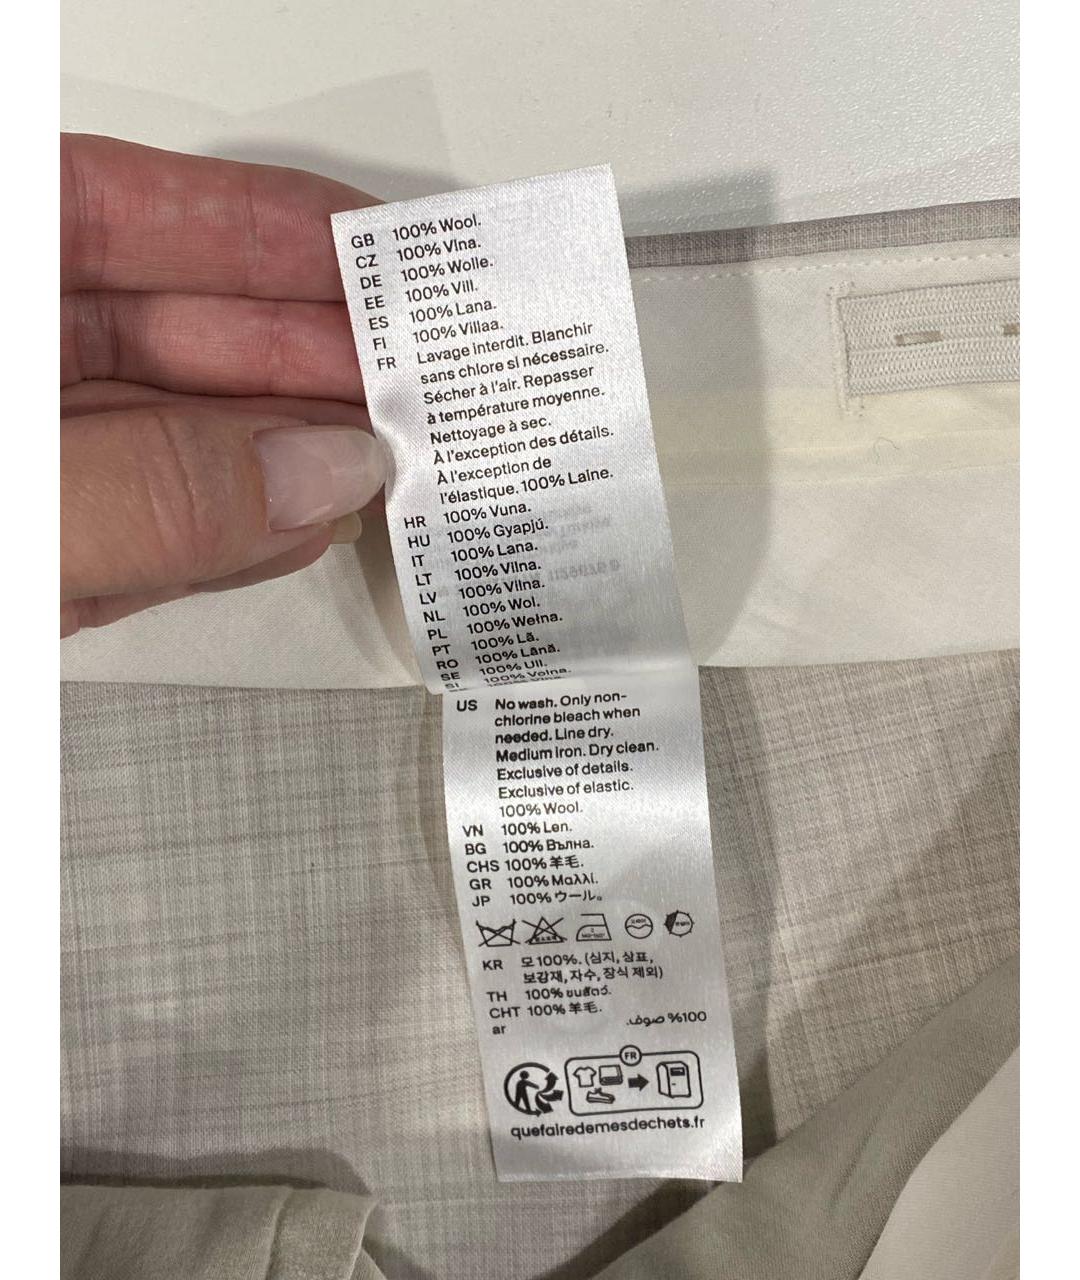 GB 100% Wool.
CZ 100% Vlna.
DE 100% Wolle.
EE 100% Vill.
ES 100% Lana.
FI 100% Villaa.
FR Lavage interdit. Blanchir
sans chlore si nécessaire.
Sécher à l'air. Repasser
à température moyenne.
Nettoyage à sec.
À l'exception des détails.
À l'exception de
l'élastique. 100% Laine.
HR 100% Vuna.
HU 100% Gyapjú.
IT 100% Lana.
LT 100% Vilna.
LV 100% Vilna.
NL 100% Wol.
PL 100% Wełna.
PT 100% Lã.
RO 100% Lână.
SE 100% Ull.
SI 100% Volna.
US No wash. Only non-
chlorine bleach when
needed. Line dry.
Medium iron. Dry clean.
Exclusive of details.
Exclusive of elastic.
100% Wool.
VN 100% Len.
BG 100% Вълна.
CHS 100% 羊毛.
GR 100% Μαλλί.
JP 100% ウール。
KR 모 100%. (심지, 상표,
보강재, 자수, 장식 제외)
TH 100% ขนสัตว์.
CHT 100% 羊毛.
ar 100% صوف.
FR
quefairedemesdechets.fr